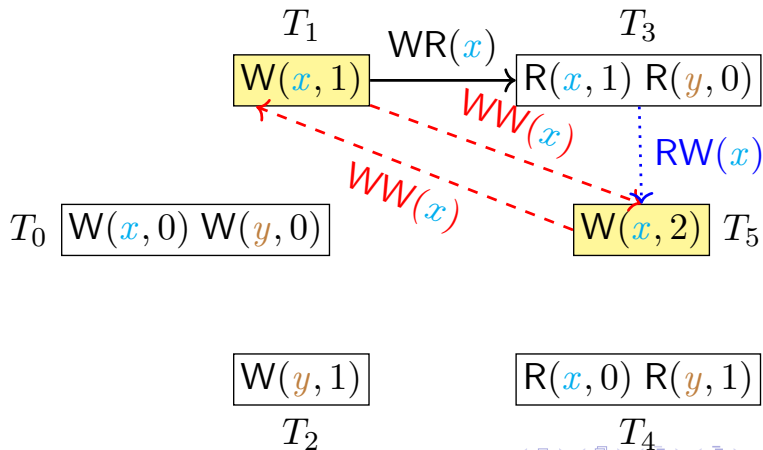 T₁
T₃
WR(x)
W(x, 1)
R(x, 1) R(y, 0)
WW(x)
RW(x)
WW(x)
T₀
W(x, 0) W(y, 0)
W(x, 2)
T₅
W(y, 1)
R(x, 0) R(y, 1)
T₂
T₄